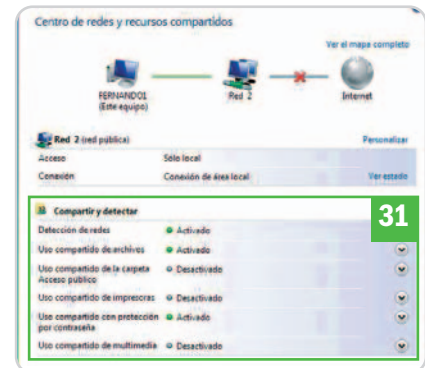 Centro de redes y recursos compartidos
Ver el mapa completo
FERNANDO1
(Este equipo)
Red 2
Internet
Red 2 (red pública)
Personalizar
Acceso
Sólo local
Conexión
Conexión de área local
Ver estado
31
Compartir y detectar
Detección de redes
Activado
Uso compartido de archivos
Activado
Uso compartido de la carpeta
Acceso público
Desactivado
Uso compartido de impresoras
Desactivado
Uso compartido con protección
por contraseña
Activado
Uso compartido de multimedia
Desactivado